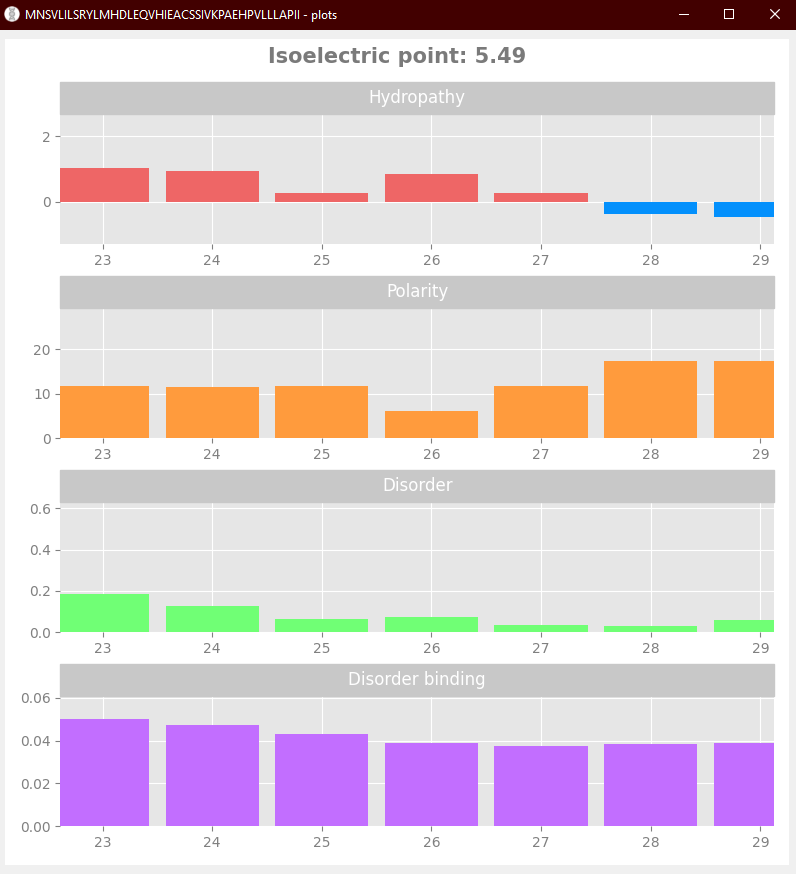 MNSVLILSRYLMHDLEQVHIEACSSIVKPAEHPVLLLAPII - plots
Isoelectric point: 5.49
Hydropathy
2
0
23 24 25 26 27 28 29
Polarity
20
10
0
23 24 25 26 27 28 29
Disorder
0.6
0.4
0.2
0.0
23 24 25 26 27 28 29
Disorder binding
0.06
0.04
0.02
0.00
23 24 25 26 27 28 29